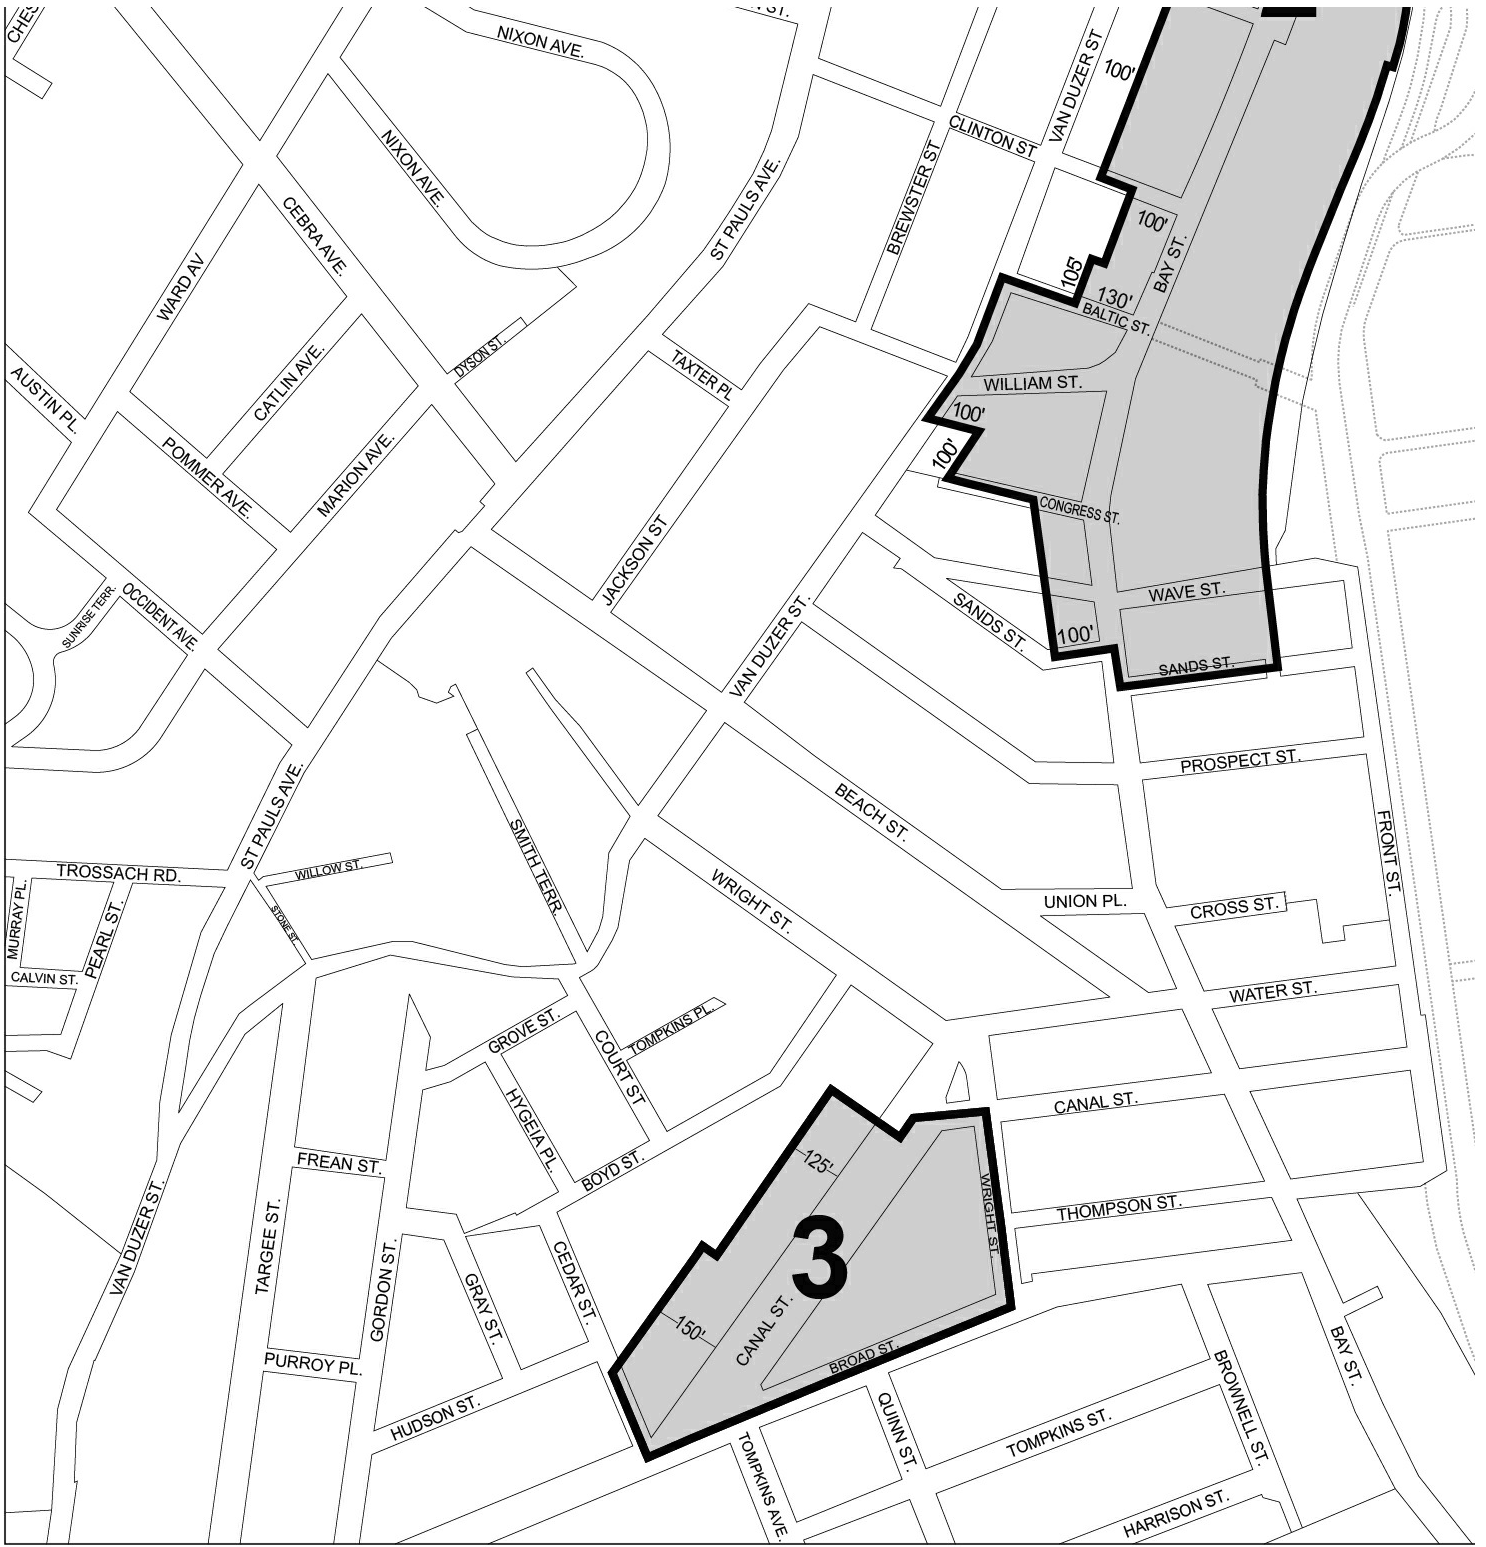 NIXON AVE.
VAN DUZER ST
100'
CLINTON ST
NIXON AVE.
BREWSTER ST
ST PAULS AVE.
CEBRA AVE.
100'
BAY ST.
WARD AV
105'
130'
BALTIC ST.
DYSON ST.
TAXTER PL
WILLIAM ST.
CATLIN AVE.
AUSTIN PL.
100'
POMMER AVE.
MARION AVE.
100'
CONGRESS ST.
JACKSON ST
WAVE ST.
SUNRISE TERR.
OCCIDENT AVE
SANDS ST.
100'
VAN DUZER ST.
SANDS ST.
PROSPECT ST.
BEACH ST.
ST PAULS AVE.
FRONT ST.
SMITH TERR.
TROSSACH RD.
WILLOW ST.
WRIGHT ST.
UNION PL.
CROSS ST.
MURRAY PL.
PEARL ST.
STONE ST.
CALVIN ST.
WATER ST.
GROVE ST.
TOMPKINS PL.
COURT ST
CANAL ST.
HYGEIA PL.
FREAN ST.
BOYD ST.
125'
THOMPSON ST.
WRIGHT ST.
VAN DUZER ST.
TARGEE ST.
3
GORDON ST.
CEDAR ST.
GRAY ST.
150'
CANAL ST.
BROAD ST.
PURROY PL.
BAY ST.
BROWNELL ST.
HUDSON ST.
QUINN ST.
TOMPKINS ST.
TOMPKINS AVE.
HARRISON ST.